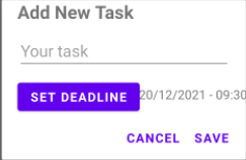 Add New Task
Your task
SET DEADLINE 20/12/2021 - 09:30
CANCEL SAVE